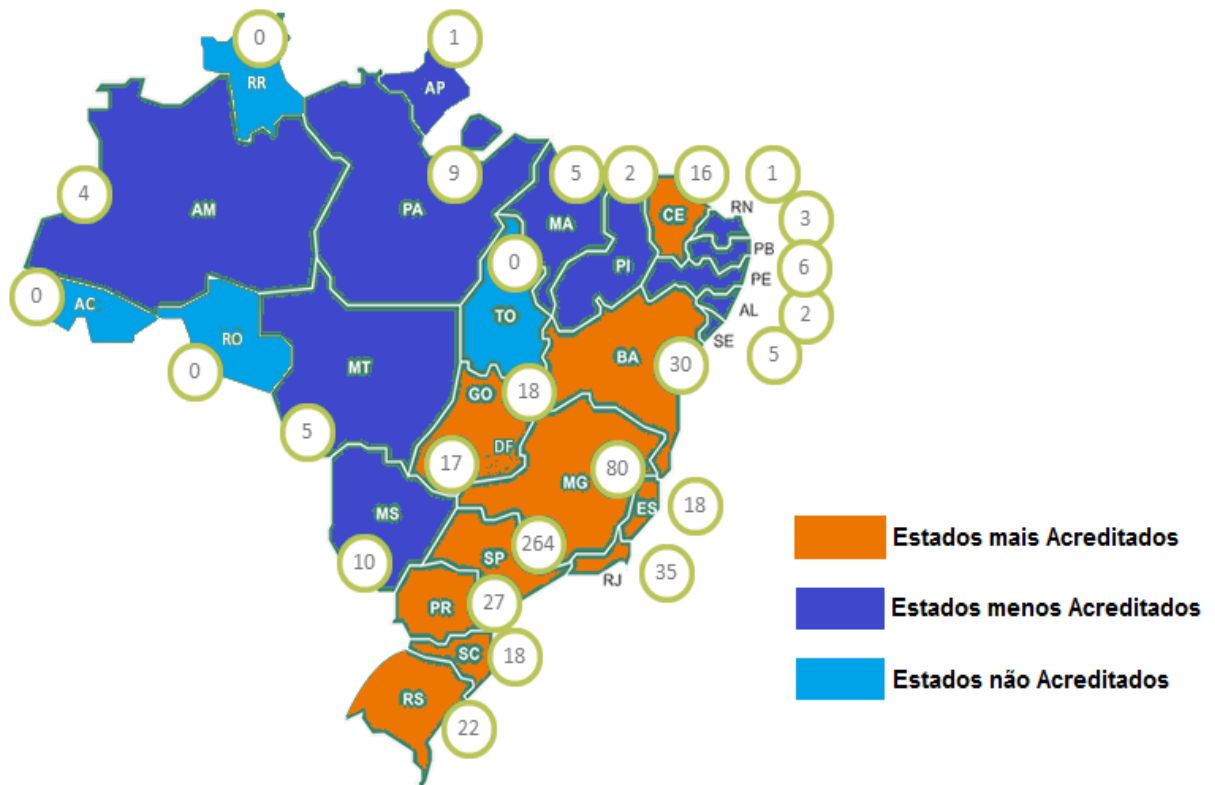 0
1
RR
AP
4
AM
PA
9
5
2
16
1
MA
PI
CE
RN
3
PB
6
PE
AL
2
SE
5
0
AC
RO
0
0
TO
MT
5
BA
30
GO
18
DF
17
MG
80
ES
18
MS
10
SP
264
RJ
35
PR
27
SC
18
RS
22
Estados mais Acreditados
Estados menos Acreditados
Estados não Acreditados